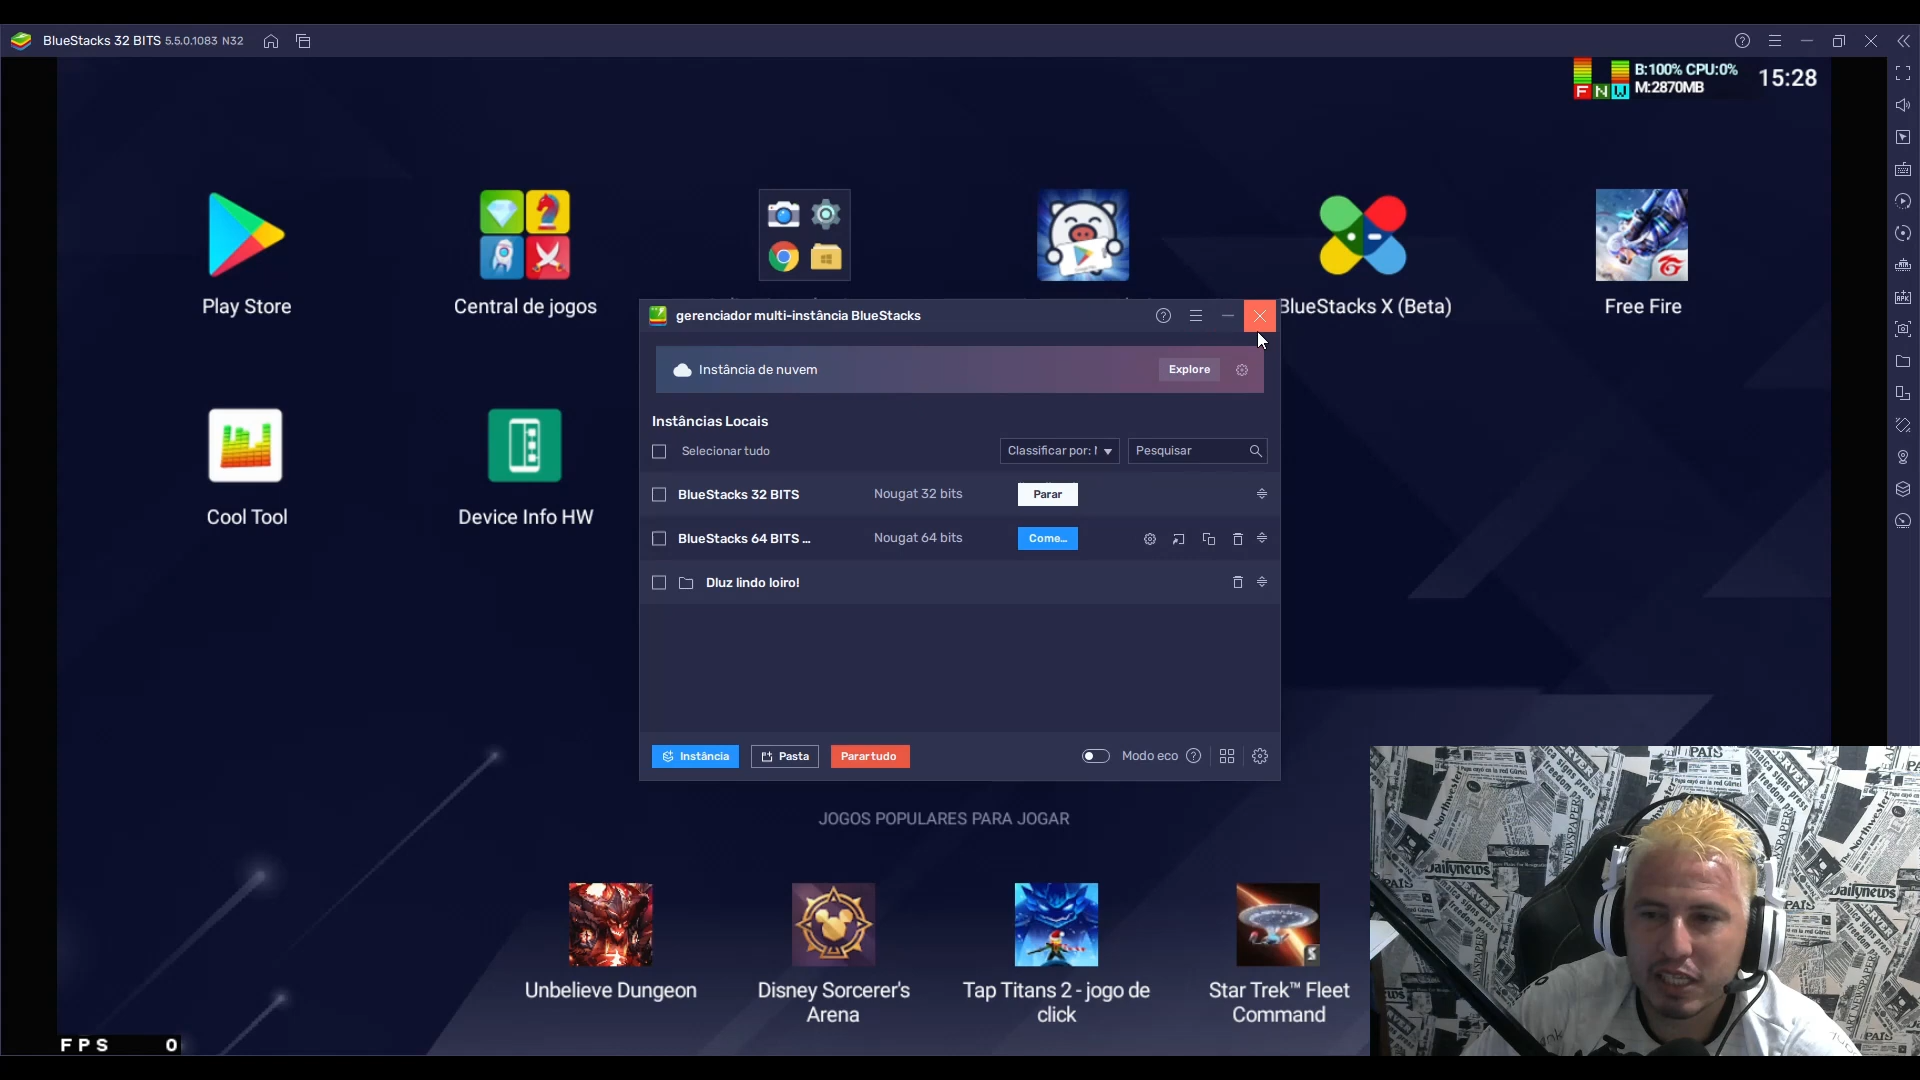 BlueStacks 32 BITS 5.5.0.1083 N32
B:100% CPU:0%
M:2870MB
F N W
15:28
Play Store
Central de jogos
BlueStacks X (Beta)
Free Fire
Cool Tool
Device Info HW
gerenciador multi-instância BlueStacks
Instância de nuvem
Explore
Instâncias Locais
Selecionar tudo
Classificar por:
Pesquisar
BlueStacks 32 BITS
Nougat 32 bits
Parar
BlueStacks 64 BITS ...
Nougat 64 bits
Come...
Dluz lindo loiro!
Instância
Pasta
Parar tudo
Modo eco
JOGOS POPULARES PARA JOGAR
Unbelieve Dungeon
Disney Sorcerer's
Arena
Tap Titans 2 - jogo de
click
Star Trek™ Fleet
Command
FPS 0
The Northwester
Dailynews
PAIS